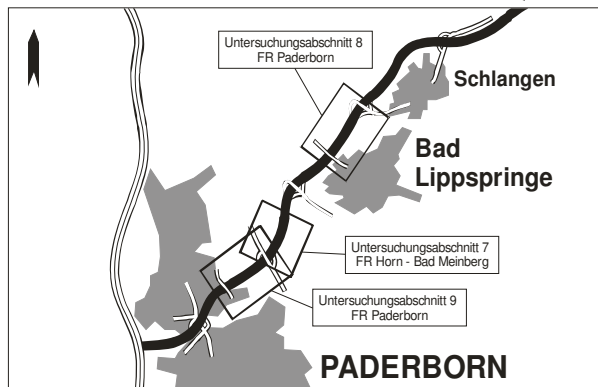 Untersuchungsabschnitt 8
FR Paderborn
Schlangen
Bad
Lippspringe
Untersuchungsabschnitt 7
FR Horn - Bad Meinberg
Untersuchungsabschnitt 9
FR Paderborn
PADERBORN